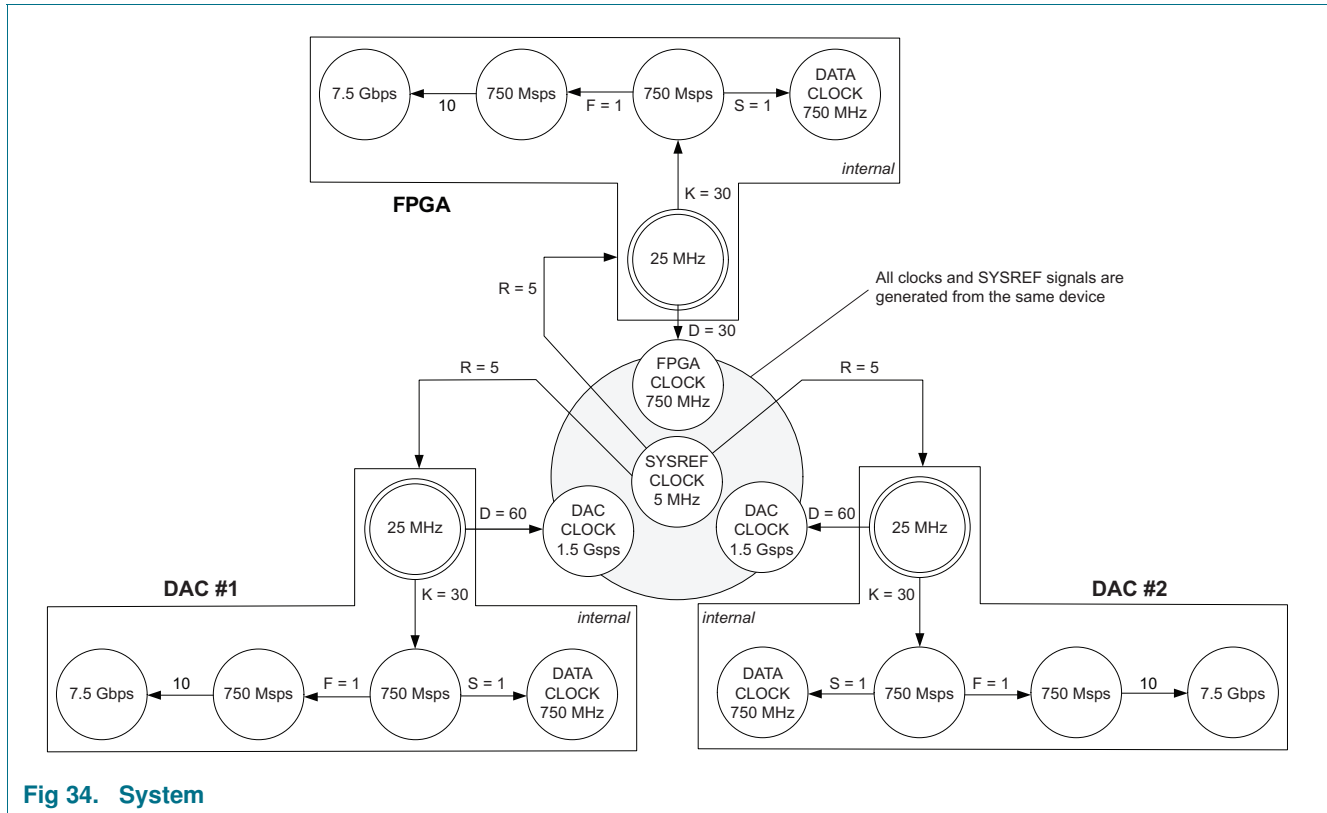 7.5 Gbps
10
750 Msps
F = 1
750 Msps
S = 1
DATA
CLOCK
750 MHz
internal
K = 30
FPGA
25 MHz
R = 5
D = 30
All clocks and SYSREF signals are
generated from the same device
FPGA
CLOCK
750 MHz
R = 5
R = 5
SYSREF
CLOCK
5 MHz
25 MHz
D = 60
DAC
CLOCK
1.5 Gsps
DAC
CLOCK
1.5 Gsps
D = 60
25 MHz
DAC #1
K = 30
internal
7.5 Gbps
10
750 Msps
F = 1
750 Msps
S = 1
DATA
CLOCK
750 MHz
DAC #2
K = 30
internal
DATA
CLOCK
750 MHz
S = 1
750 Msps
F = 1
750 Msps
10
7.5 Gbps
Fig 34. System